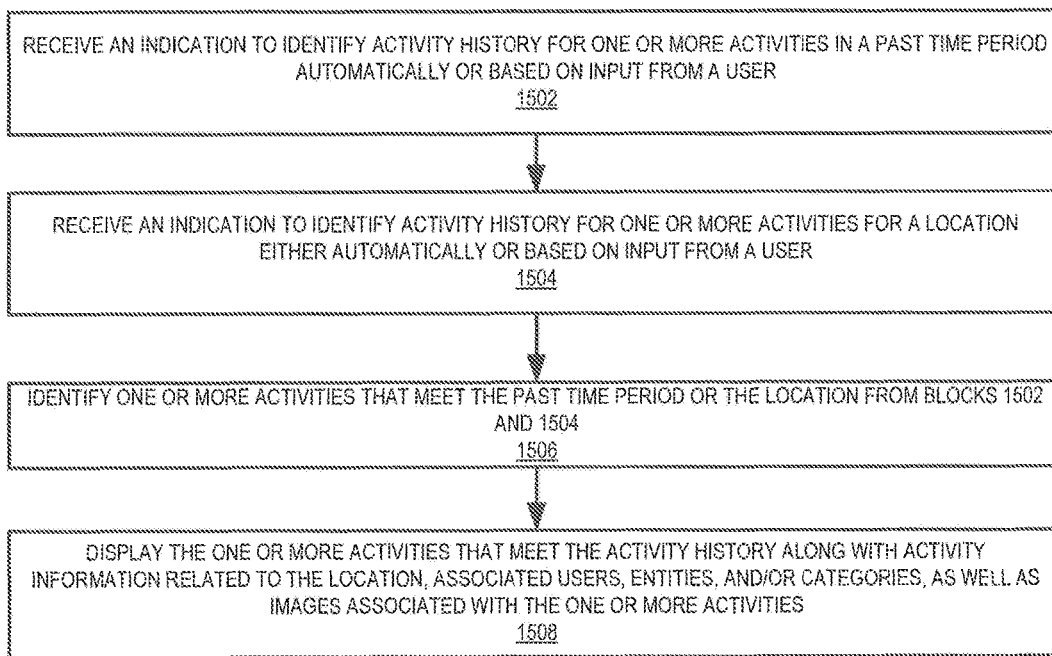 RECEIVE AN INDICATION TO IDENTIFY ACTIVITY HISTORY FOR ONE OR MORE ACTIVITIES IN A PAST TIME PERIOD
AUTOMATICALLY OR BASED ON INPUT FROM A USER
1502
RECEIVE AN INDICATION TO IDENTIFY ACTIVITY HISTORY FOR ONE OR MORE ACTIVITIES FOR A LOCATION
EITHER AUTOMATICALLY OR BASED ON INPUT FROM A USER
1504
IDENTIFY ONE OR MORE ACTIVITIES THAT MEET THE PAST TIME PERIOD OR THE LOCATION FROM BLOCKS 1502
AND 1504
1506
DISPLAY THE ONE OR MORE ACTIVITIES THAT MEET THE ACTIVITY HISTORY ALONG WITH ACTIVITY
INFORMATION RELATED TO THE LOCATION, ASSOCIATED USERS, ENTITIES, AND/OR CATEGORIES, AS WELL AS
IMAGES ASSOCIATED WITH THE ONE OR MORE ACTIVITIES
1508